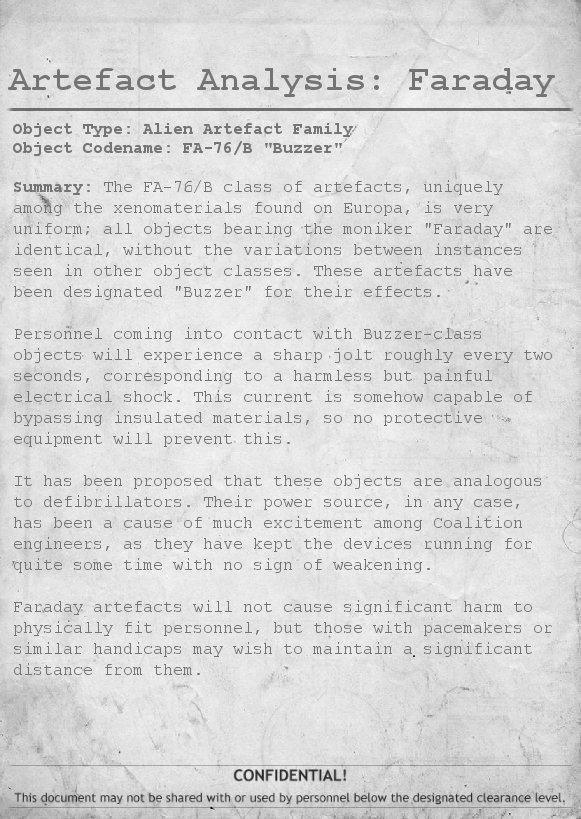 Artefact Analysis: Faraday
Object Type: Alien Artefact Family
Object Codename: FA-76/B "Buzzer"
Summary: The FA-76/B class of artefacts, uniquely
among the xenomaterials found on Europa, is very
uniform; all objects bearing the moniker "Faraday" are
identical, without the variations between instances
seen in other object classes. These artefacts have
been designated "Buzzer" for their effects.
Personnel coming into contact with Buzzer-class
objects will experience a sharp jolt roughly every two
seconds, corresponding to a harmless but painful
electrical shock. This current is somehow capable of
bypassing insulated materials, so no protective
equipment will prevent this.
It has been proposed that these objects are analogous
to defibrillators. Their power source, in any case,
has been a cause of much excitement among Coalition
engineers, as they have kept the devices running for
quite some time with no sign of weakening.
Faraday artefacts will not cause significant harm to
physically fit personnel, but those with pacemakers or
similar handicaps may wish to maintain a significant
distance from them.
CONFIDENTIAL!
This document may not be shared with or used by personnel below the designated clearance level.